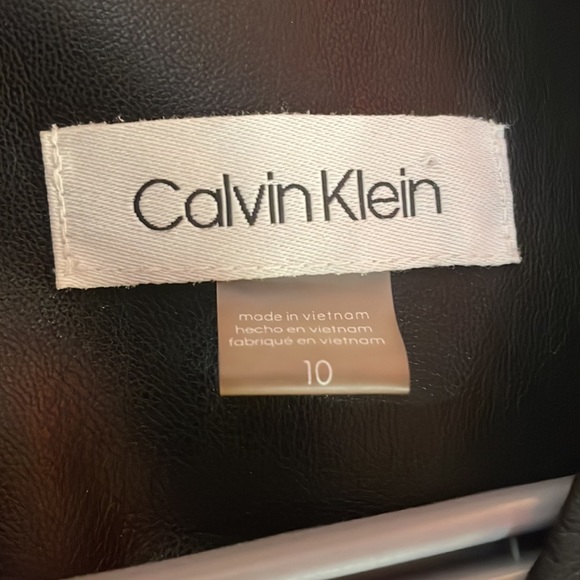 Calvin Klein
made in vietnam
hecho en vietnam
fabriqué en vietnam
10